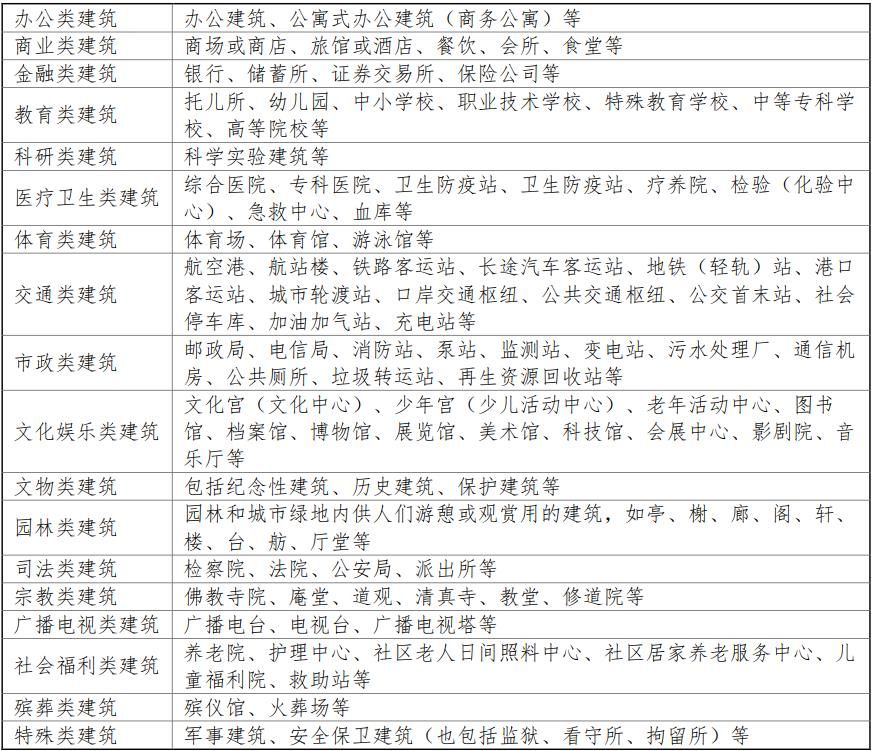 办公类建筑 办公建筑、公寓式办公建筑（商务公寓）等
商业类建筑 商场或商店、旅馆或酒店、餐饮、会所、食堂等
金融类建筑 银行、储蓄所、证券交易所、保险公司等
教育类建筑 托儿所、幼儿园、中小学校、职业技术学校、特殊教育学校、中等专科学
校、高等院校等
科研类建筑 科学实验建筑等
医疗卫生类建筑 综合医院、专科医院、卫生防疫站、卫生防疫站、疗养院、检验（化验中
心）、急救中心、血库等
体育类建筑 体育场、体育馆、游泳馆等
交通类建筑 航空港、航站楼、铁路客运站、长途汽车客运站、地铁（轻轨）站、港口
客运站、城市轮渡站、口岸交通枢纽、公共交通枢纽、公交首末站、社会
停车库、加油加气站、充电站等
市政类建筑 邮政局、电信局、消防站、泵站、监测站、变电站、污水处理厂、通信机
房、公共厕所、垃圾转运站、再生资源回收站等
文化娱乐类建筑 文化宫（文化中心）、少年宫（少儿活动中心）、老年活动中心、图书
馆、档案馆、博物馆、展览馆、美术馆、科技馆、会展中心、影剧院、音
乐厅等
文物类建筑 包括纪念性建筑、历史建筑、保护建筑等
园林类建筑 园林和城市绿地内供人们游憩或观赏用的建筑，如亭、榭、廊、阁、轩、
楼、台、舫、厅堂等
司法类建筑 检察院、法院、公安局、派出所等
宗教类建筑 佛教寺院、庵堂、道观、清真寺、教堂、修道院等
广播电视类建筑 广播电台、电视台、广播电视塔等
社会福利类建筑 养老院、护理中心、社区老人日间照料中心、社区居家养老服务中心、儿
童福利院、救助站等
殡葬类建筑 殡仪馆、火葬场等
特殊类建筑 军事建筑、安全保卫建筑（也包括监狱、看守所、拘留所）等